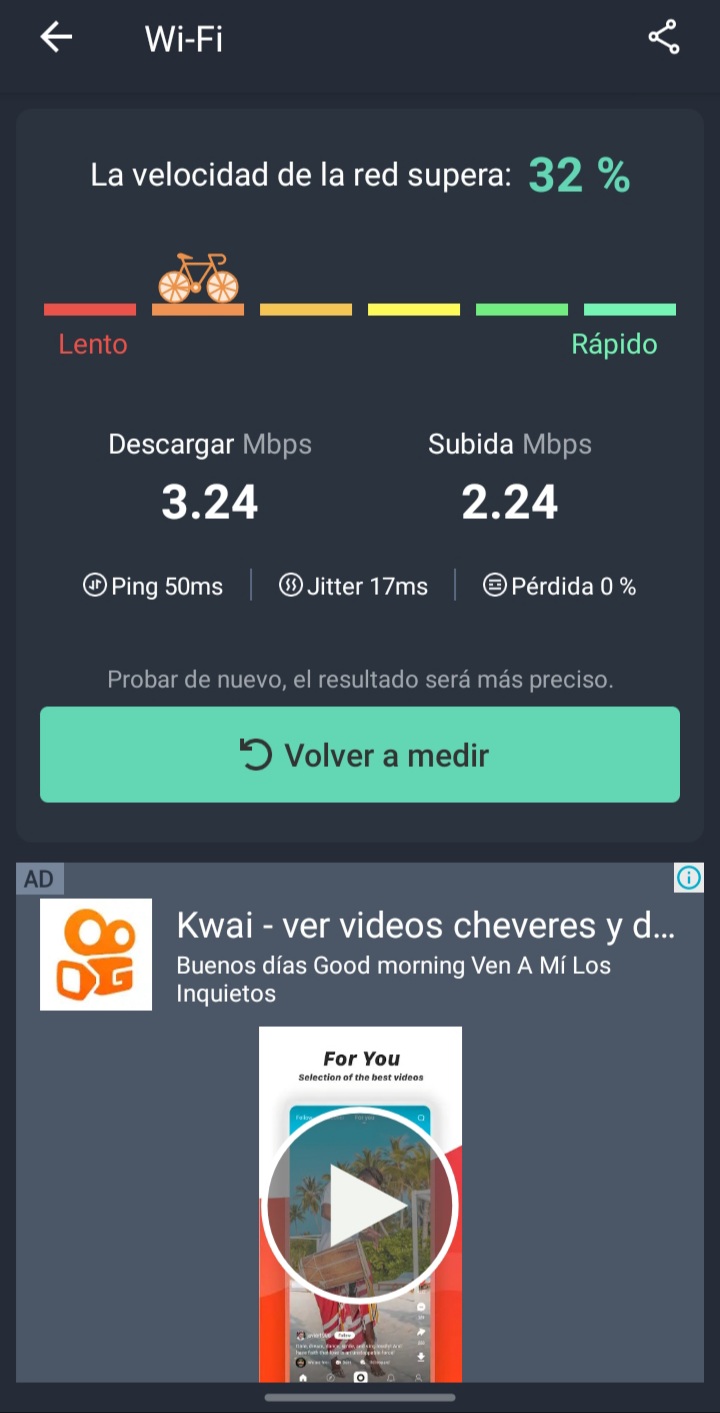 Wi-Fi
La velocidad de la red supera: 32 %
Lento
Rápido
Descargar Mbps
Subida Mbps
3.24
2.24
Ping 50ms
Jitter 17ms
Pérdida 0 %
Probar de nuevo, el resultado será más preciso.
Volver a medir
AD
Kwai - ver videos cheveres y d...
Buenos días Good morning Ven A Mí Los
Inquietos
For You
Selection of the best videos